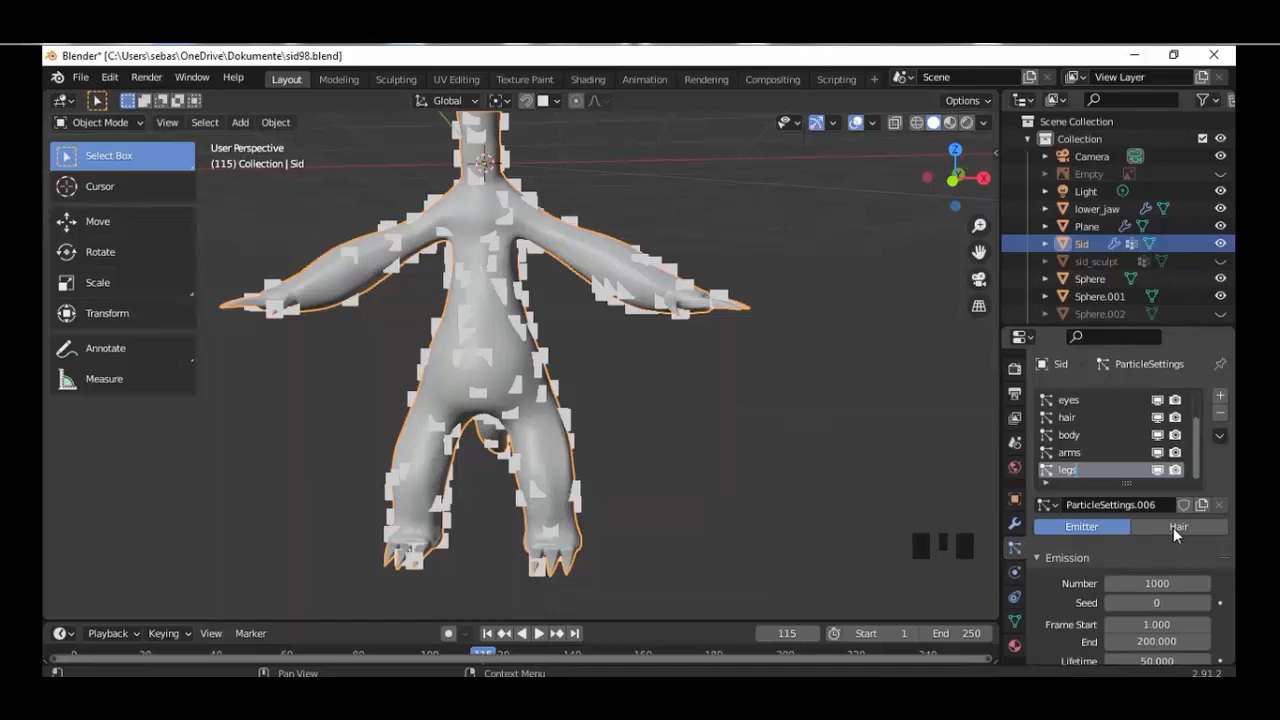 Blender* [C:\Users\sebas\OneDrive\Dokumente\sid98.blend]
File Edit Render Window Help Layout Modeling Sculpting UV Editing Texture Paint Shading Animation Rendering Compositing Scripting + Scene View Layer
Global Options
Object Mode View Select Add Object
Select Box
Cursor
Move
Rotate
Scale
Transform
Annotate
Measure
User Perspective
(115) Collection | Sid
Z
X
Scene Collection
Collection
Camera
Empty
Light
lower_jaw
Plane
Sid
sid_sculpt
Sphere
Sphere.001
Sphere.002
Sid ParticleSettings
eyes
hair
body
arms
legs
ParticleSettings.006
Emitter Hair
Emission
Number 1000
Seed 0
Frame Start 1.000
End 200.000
Lifetime 50.000
Playback Keying View Marker 115 Start 1 End 250
115
Pan View Context Menu 2.91.2